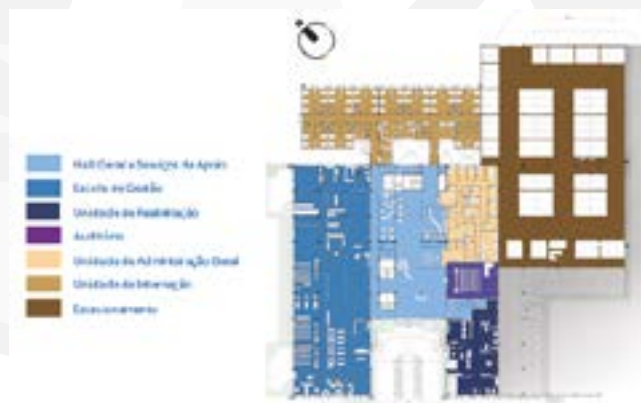 Hall Geral e Serviços de Apoio
Escola de Gestão
Unidade de Reabilitação
Auditório
Unidade de Administração Geral
Unidade de Internação
Estacionamento